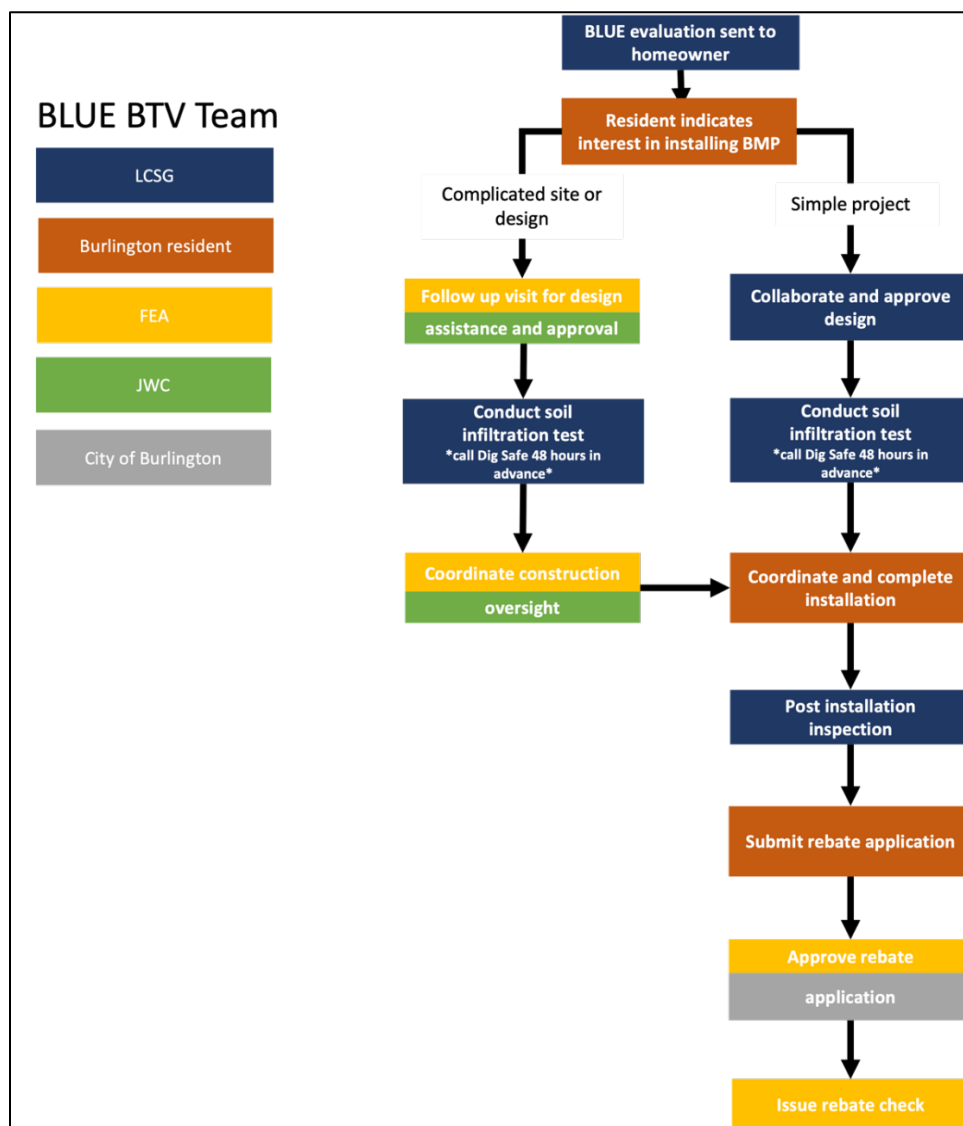 BLUE evaluation sent to
homeowner
BLUE BTV Team
LCSG
Burlington resident
FEA
JWC
City of Burlington
Resident indicates
interest in installing BMP
Complicated site or
design
Simple project
Follow up visit for design
assistance and approval
Collaborate and approve
design
Conduct soil
infiltration test
*call Dig Safe 48 hours in
advance*
Conduct soil
infiltration test
*call Dig Safe 48 hours in
advance*
Coordinate construction
oversight
Coordinate and complete
installation
Post installation
inspection
Submit rebate application
Approve rebate
application
Issue rebate check